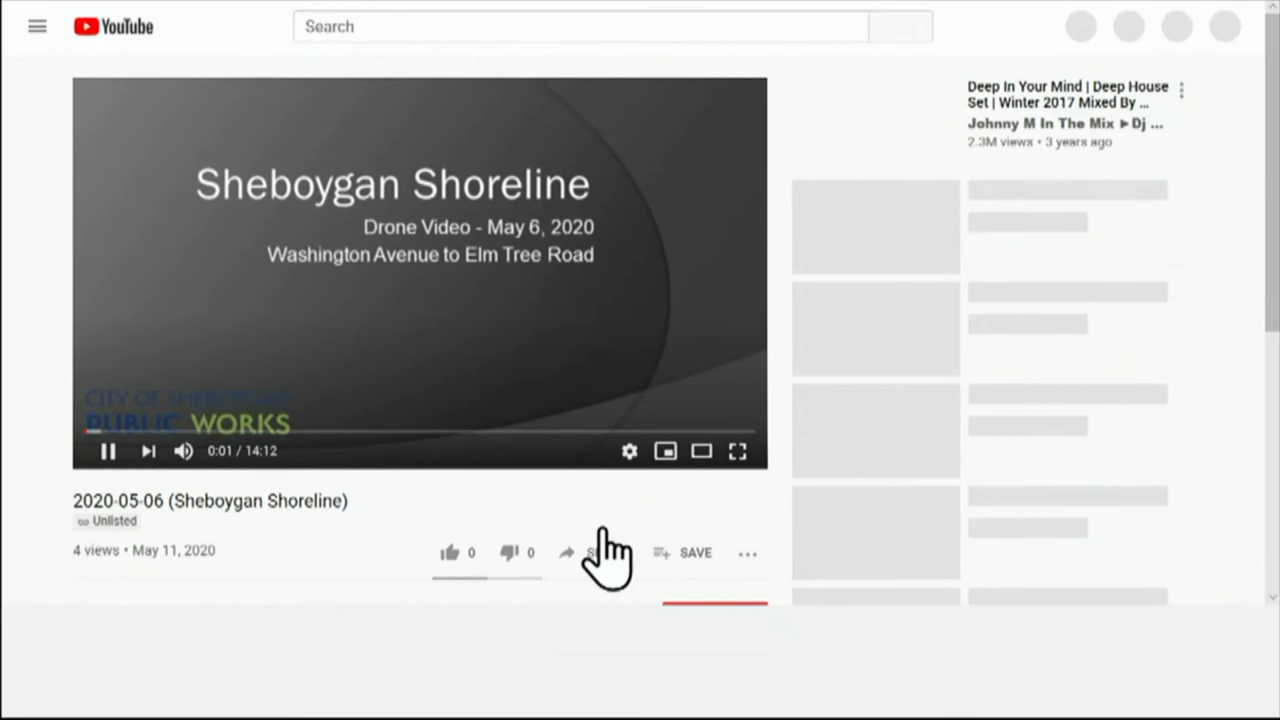 YouTube
Search
Sheboygan Shoreline
Drone Video - May 6, 2020
Washington Avenue to Elm Tree Road
CITY OF SHEBOYGAN
PUBLIC WORKS
0:01 / 14:12
2020-05-06 (Sheboygan Shoreline)
Unlisted
4 views • May 11, 2020
0
0
SAVE
Deep In Your Mind | Deep House
Set | Winter 2017 Mixed By ...
Johnny M In The Mix ►Dj ...
2.3M views • 3 years ago